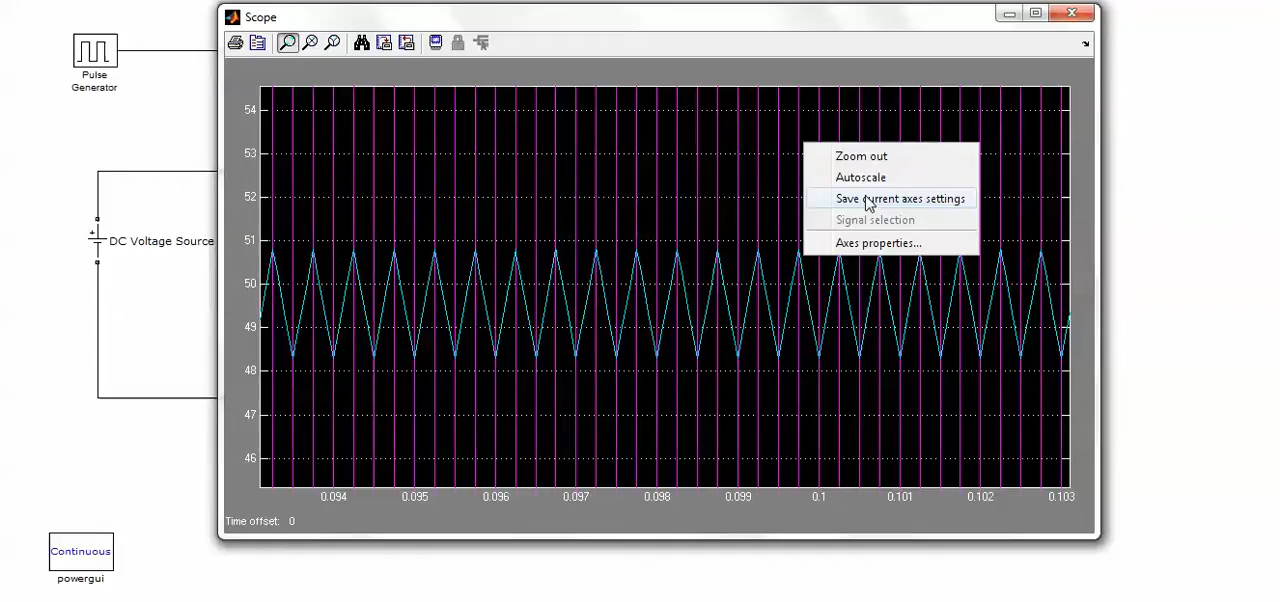 Scope
Pulse
Generator
54
53
52
51
50
49
48
47
46
Zoom out
Autoscale
Save current axes settings
Signal selection
Axes properties...
+
DC Voltage Source
0.094 0.095 0.096 0.097 0.098 0.099 0.1 0.101 0.102 0.103
Time offset: 0
Continuous
powergui